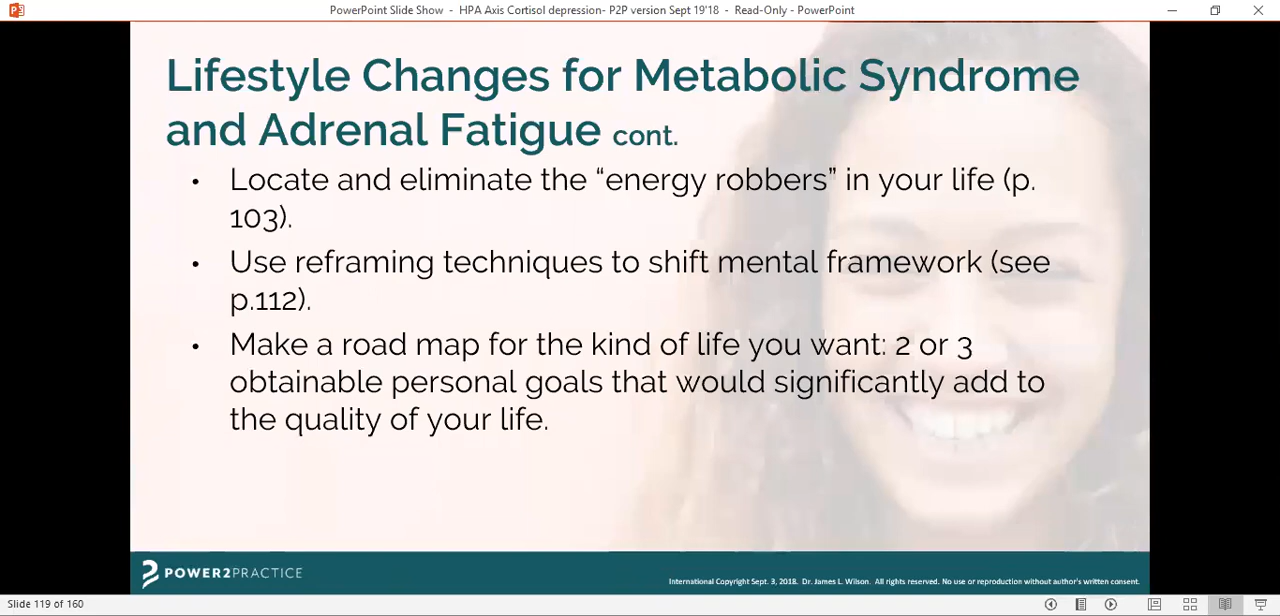 PowerPoint Slide Show - HPA Axis Cortisol depression- P2P version Sept 19'18 - Read-Only - PowerPoint
Lifestyle Changes for Metabolic Syndrome
and Adrenal Fatigue cont.
• Locate and eliminate the “energy robbers” in your life (p.
103).
• Use reframing techniques to shift mental framework (see
p.112).
• Make a road map for the kind of life you want: 2 or 3
obtainable personal goals that would significantly add to
the quality of your life.
POWER2PRACTICE
International Copyright Sept. 3, 2018. Dr. James L. Wilson. All rights reserved. No use or reproduction without author's written consent.
Slide 119 of 160